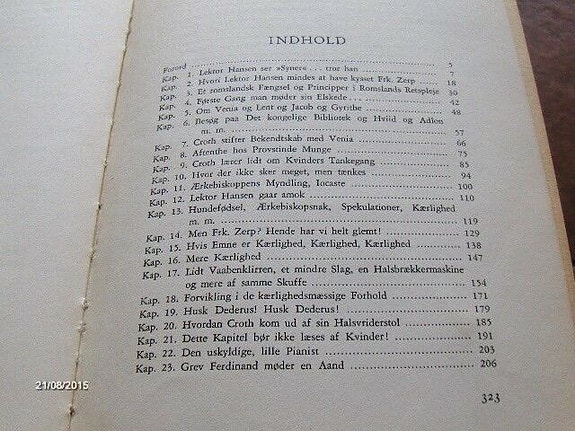 INDHOLD
Forord ........ 5
Kap. 1. Lektor Hansen ser »Syner« ... tror han ........ 7
Kap. 2. Hvori Lektor Hansen mindes at have kysset Frk. Zerp .. 18
Kap. 3. Et romslandsk Fængsel og Principper i Romslands Retspleje 30
Kap. 4. Første Gang man møder sin Elskede ... ........ 42
Kap. 5. Om Venua og Lent og Jacob og Gyrithe ........ 48
Kap. 6. Besøg paa Det kongelige Bibliotek og Hviid og Adlon
m. m. ........ 57
Kap. 7. Croth stifter Bekendtskab med Venia ........ 66
Kap. 8. Aftenthe hos Provstinde Munge ........ 75
Kap. 9. Croth lærer lidt om Kvinders Tankegang ........ 85
Kap. 10. Hvor der ikke sker meget, men tænkes ........ 94
Kap. 11. Ærkebiskoppens Myndling, Iocaste ........ 100
Kap. 12. Lektor Hansen gaar amok ........ 110
Kap. 13. Hundefødsel, Ærkebiskopsnak, Spekulationer, Kærlighed
m. m. ........ 119
Kap. 14. Men Frk. Zerp? Hende har vi helt glemt! ........ 129
Kap. 15. Hvis Emne er Kærlighed, Kærlighed, Kærlighed ........ 138
Kap. 16. Mere Kærlighed ........ 147
Kap. 17. Lidt Vaabenklirren, et mindre Slag, en Halsbrækkermaskine
og mere af samme Skuffe ........ 154
Kap. 18. Forvikling i de kærlighedsmæssige Forhold ........ 171
Kap. 19. Husk Dederus! Husk Dederus! ........ 179
Kap. 20. Hvordan Croth kom ud af sin Halsvriderstol ........ 185
Kap. 21. Dette Kapitel bør ikke læses af Kvinder! ........ 191
Kap. 22. Den uskyldige, lille Pianist ........ 203
Kap. 23. Grev Ferdinand møder en Aand ........ 206
323
21/08/2015